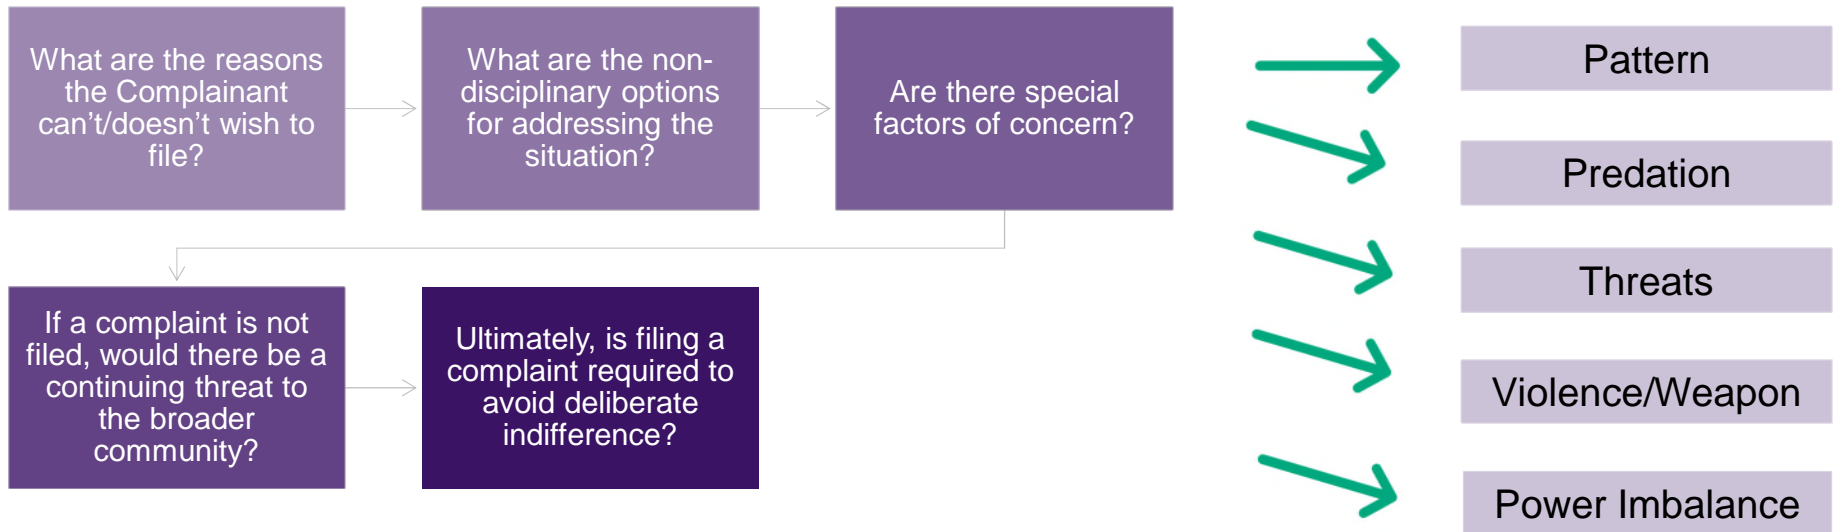 What are the reasons
the Complainant
can’t/doesn’t wish to
file?
What are the non-
disciplinary options
for addressing the
situation?
Are there special
factors of concern?
If a complaint is not
filed, would there be a
continuing threat to
the broader
community?
Ultimately, is filing a
complaint required to
avoid deliberate
indifference?
Pattern
Predation
Threats
Violence/Weapon
Power Imbalance